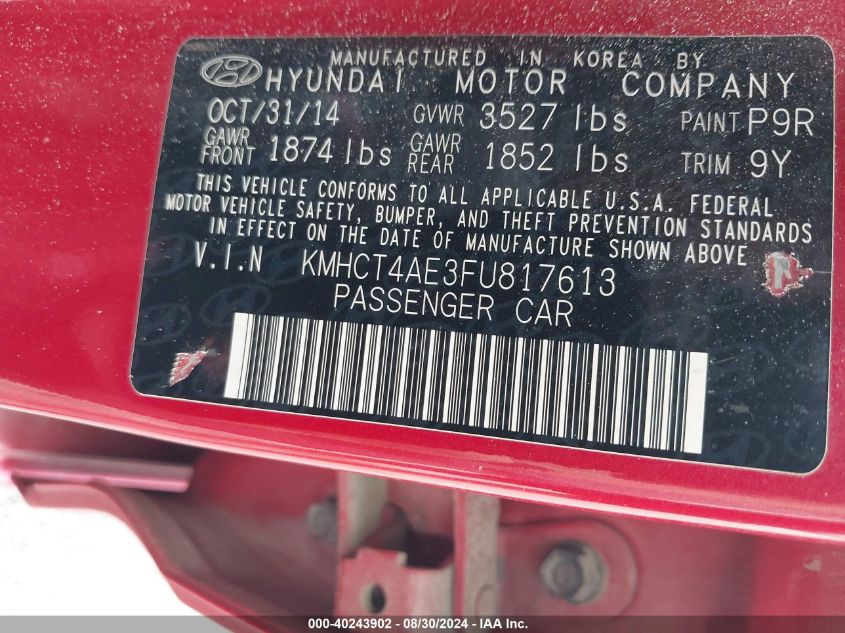 MANUFACTURED IN KOREA BY
HYUNDAI MOTOR COMPANY
OCT/31/14 GVWR 3527 lbs PAINT P9R
GAWR FRONT 1874 lbs GAWR REAR 1852 lbs TRIM 9Y
THIS VEHICLE CONFORMS TO ALL APPLICABLE U.S.A. FEDERAL
MOTOR VEHICLE SAFETY, BUMPER, AND THEFT PREVENTION STANDARDS
IN EFFECT ON THE DATE OF MANUFACTURE SHOWN ABOVE
V.I.N KMHCT4AE3FU817613
PASSENGER CAR
000-40243902 - 08/30/2024 - IAA Inc.